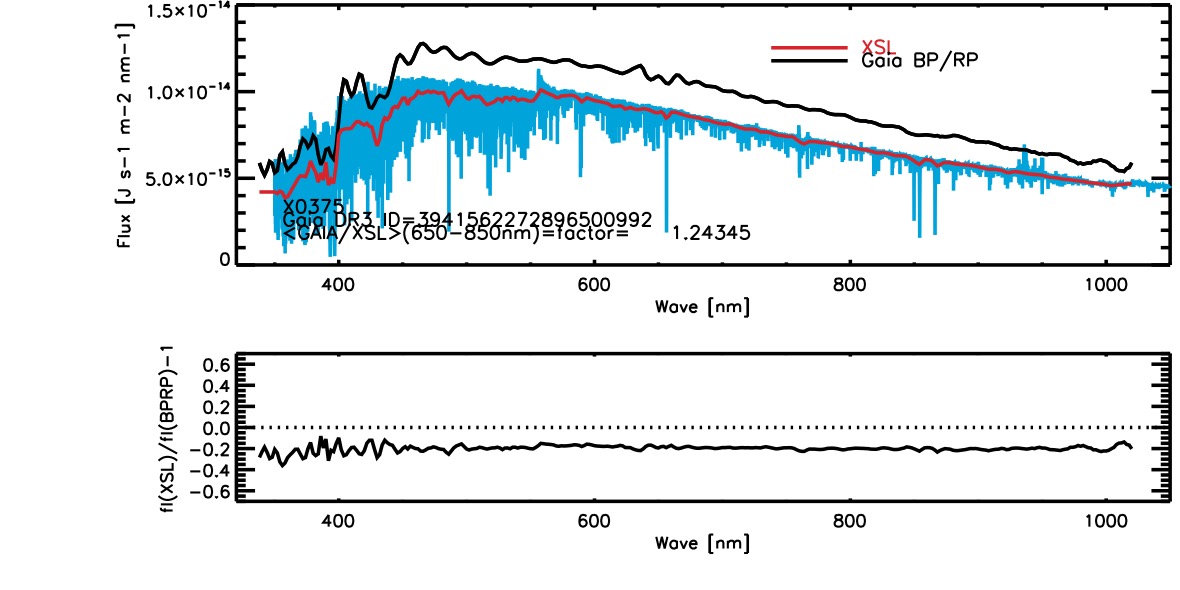 1.5×10-14
1.0×10-14
5.0×10-15
0
Flux [J s-1 m-2 nm-1]
XSL
Gaia BP/RP
X0375
Gaia DR3 ID=3941562272896500992
<GAIA/XSL>(650-850nm)=factor= 1.24345
400 600 800 1000
Wave [nm]
fl(XSL)/fl(BPRP)-1
0.6
0.4
0.2
0.0
-0.2
-0.4
-0.6
400 600 800 1000
Wave [nm]